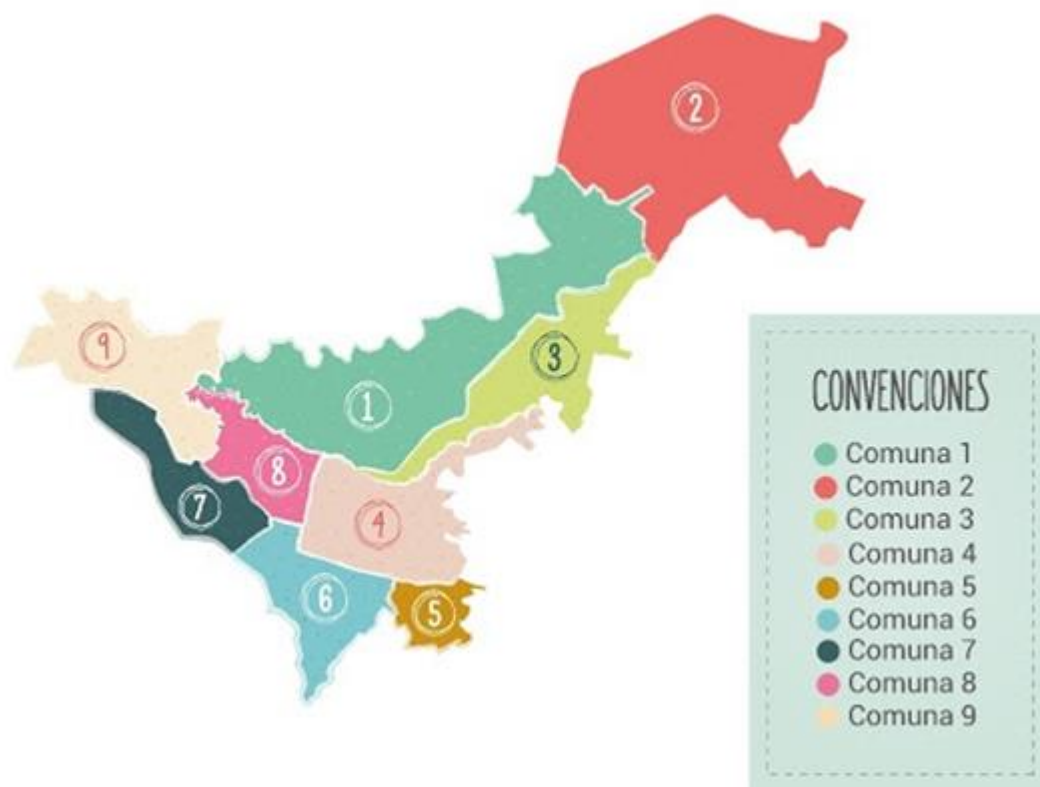 2
3
9
1
8
7
4
6
5
CONVENCIONES
Comuna 1
Comuna 2
Comuna 3
Comuna 4
Comuna 5
Comuna 6
Comuna 7
Comuna 8
Comuna 9